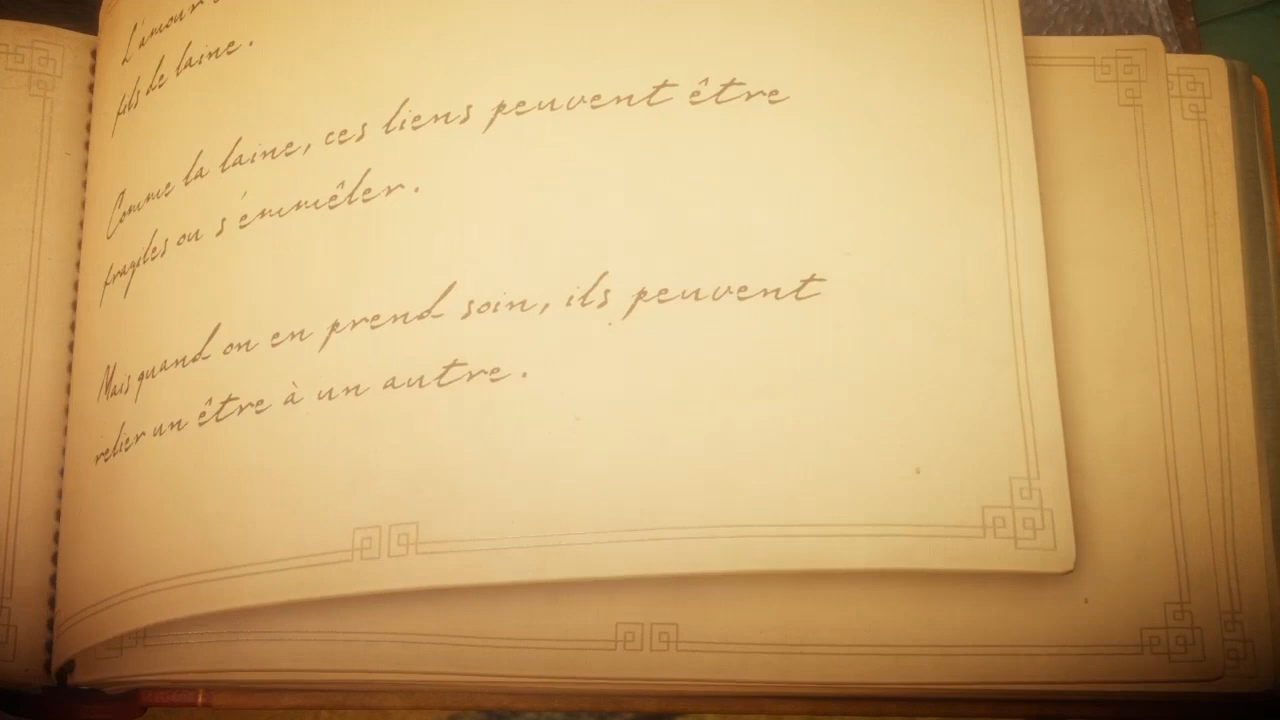 L'amour
fils de laine.
Comme la laine, ces liens peuvent être
fragiles ou s'emmêler.
Mais quand on en prend soin, ils peuvent
relier un être à un autre.